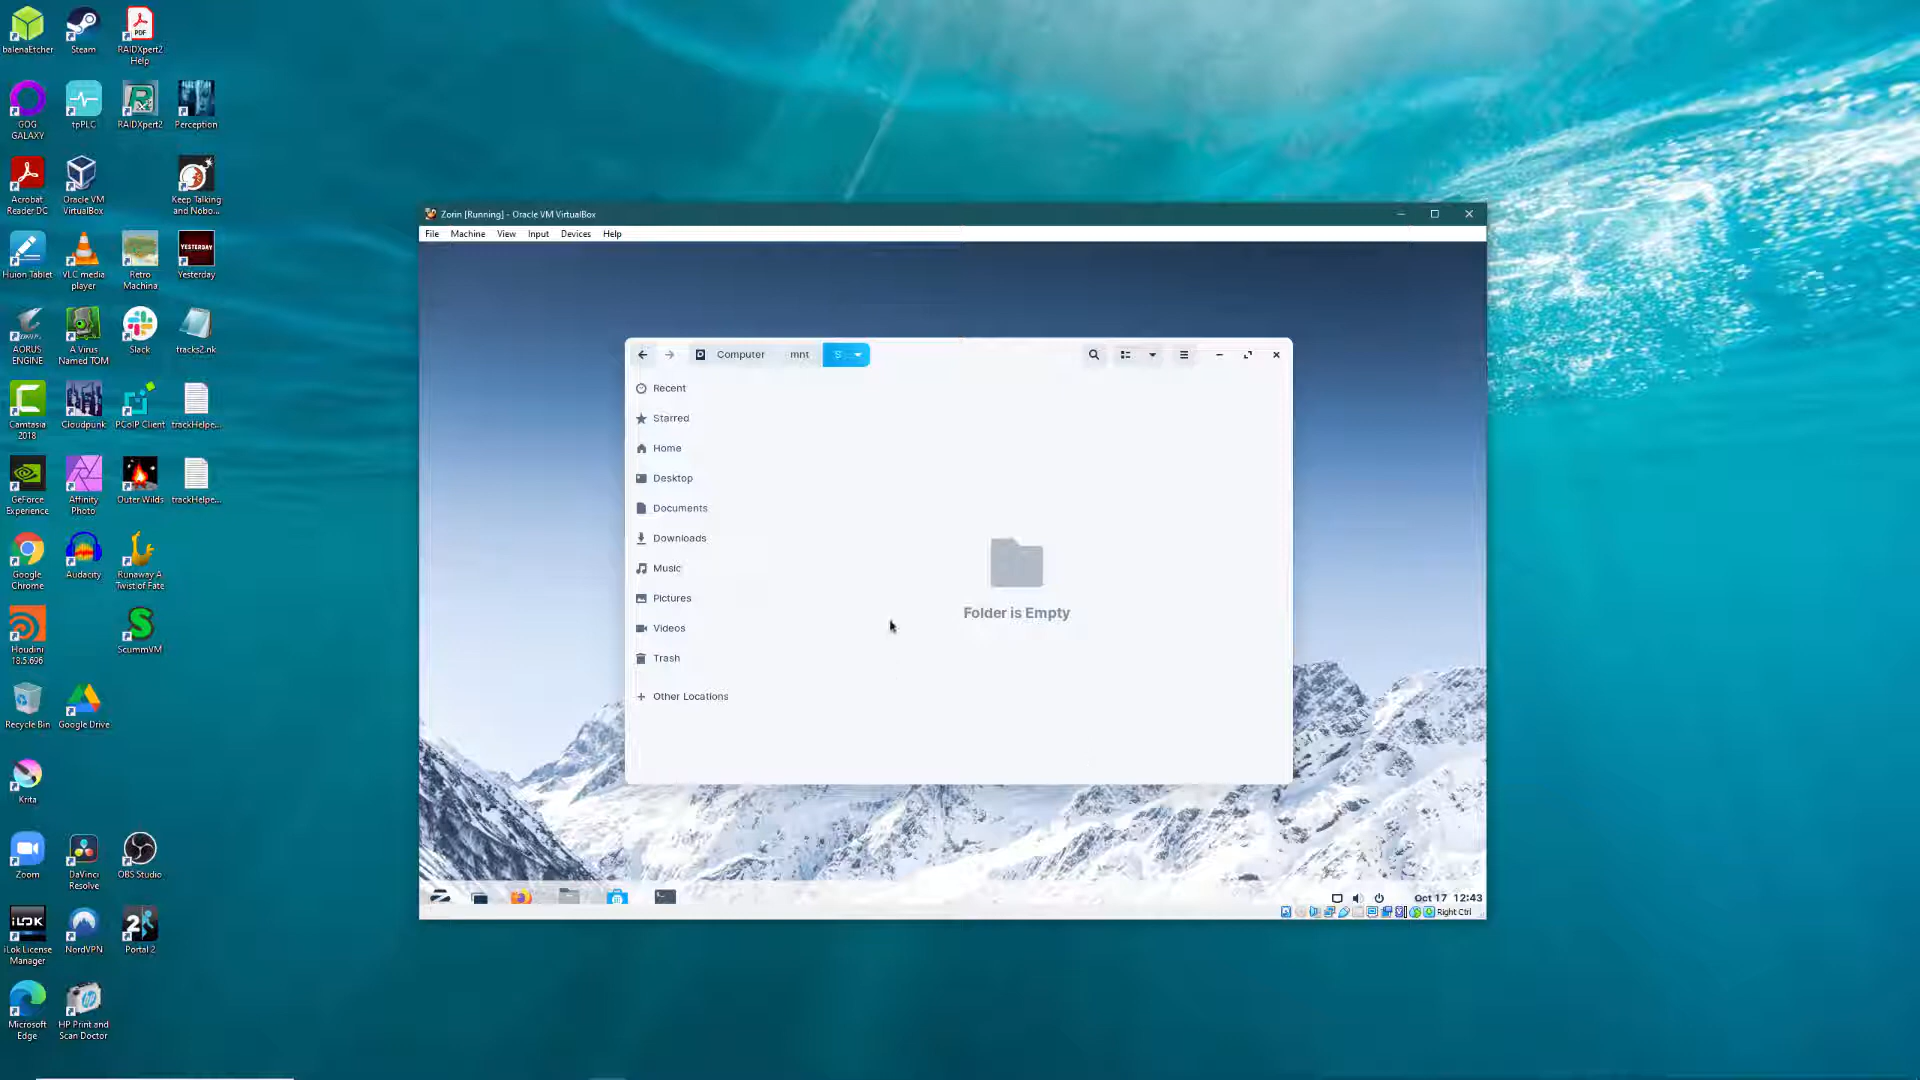 balenaEtcher
Steam
RAIDXpert2
Help
GOG
GALAXY
tpPLC
RAIDXpert2
Perception
Acrobat
Reader DC
Oracle VM
VirtualBox
Keep Talking
and Nobo...
Huion Tablet
VLC media
player
Retro
Machina
YESTERDAY
Yesterday
AORUS
ENGINE
A Virus
Named TOM
Slack
tracks2.nk
Camtasia
2018
Cloudpunk
PCoIP Client
trackHelpe...
GeForce
Experience
Affinity
Photo
Outer Wilds
trackHelpe...
Google
Chrome
Audacity
Runaway A
Twist of Fate
Houdini
18.5.696
ScummVM
Recycle Bin
Google Drive
Krita
Zoom
DaVinci
Resolve
OBS Studio
iLOK
iLok License
Manager
NordVPN
Portal 2
Microsoft
Edge
HP Print and
Scan Doctor
Zorin [Running] - Oracle VM VirtualBox
File Machine View Input Devices Help
Computer mnt S
Recent
Starred
Home
Desktop
Documents
Downloads
Music
Pictures
Videos
Trash
Other Locations
Folder is Empty
Oct 17 12:43
Right Ctrl